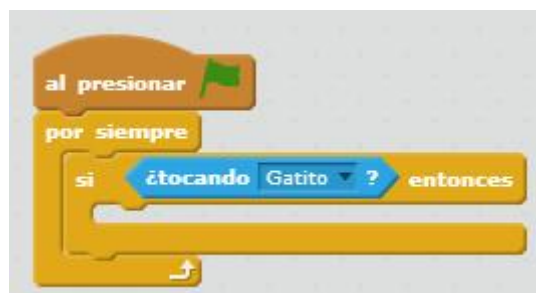 al presionar
por siempre
si ¿tocando Gatito ? entonces